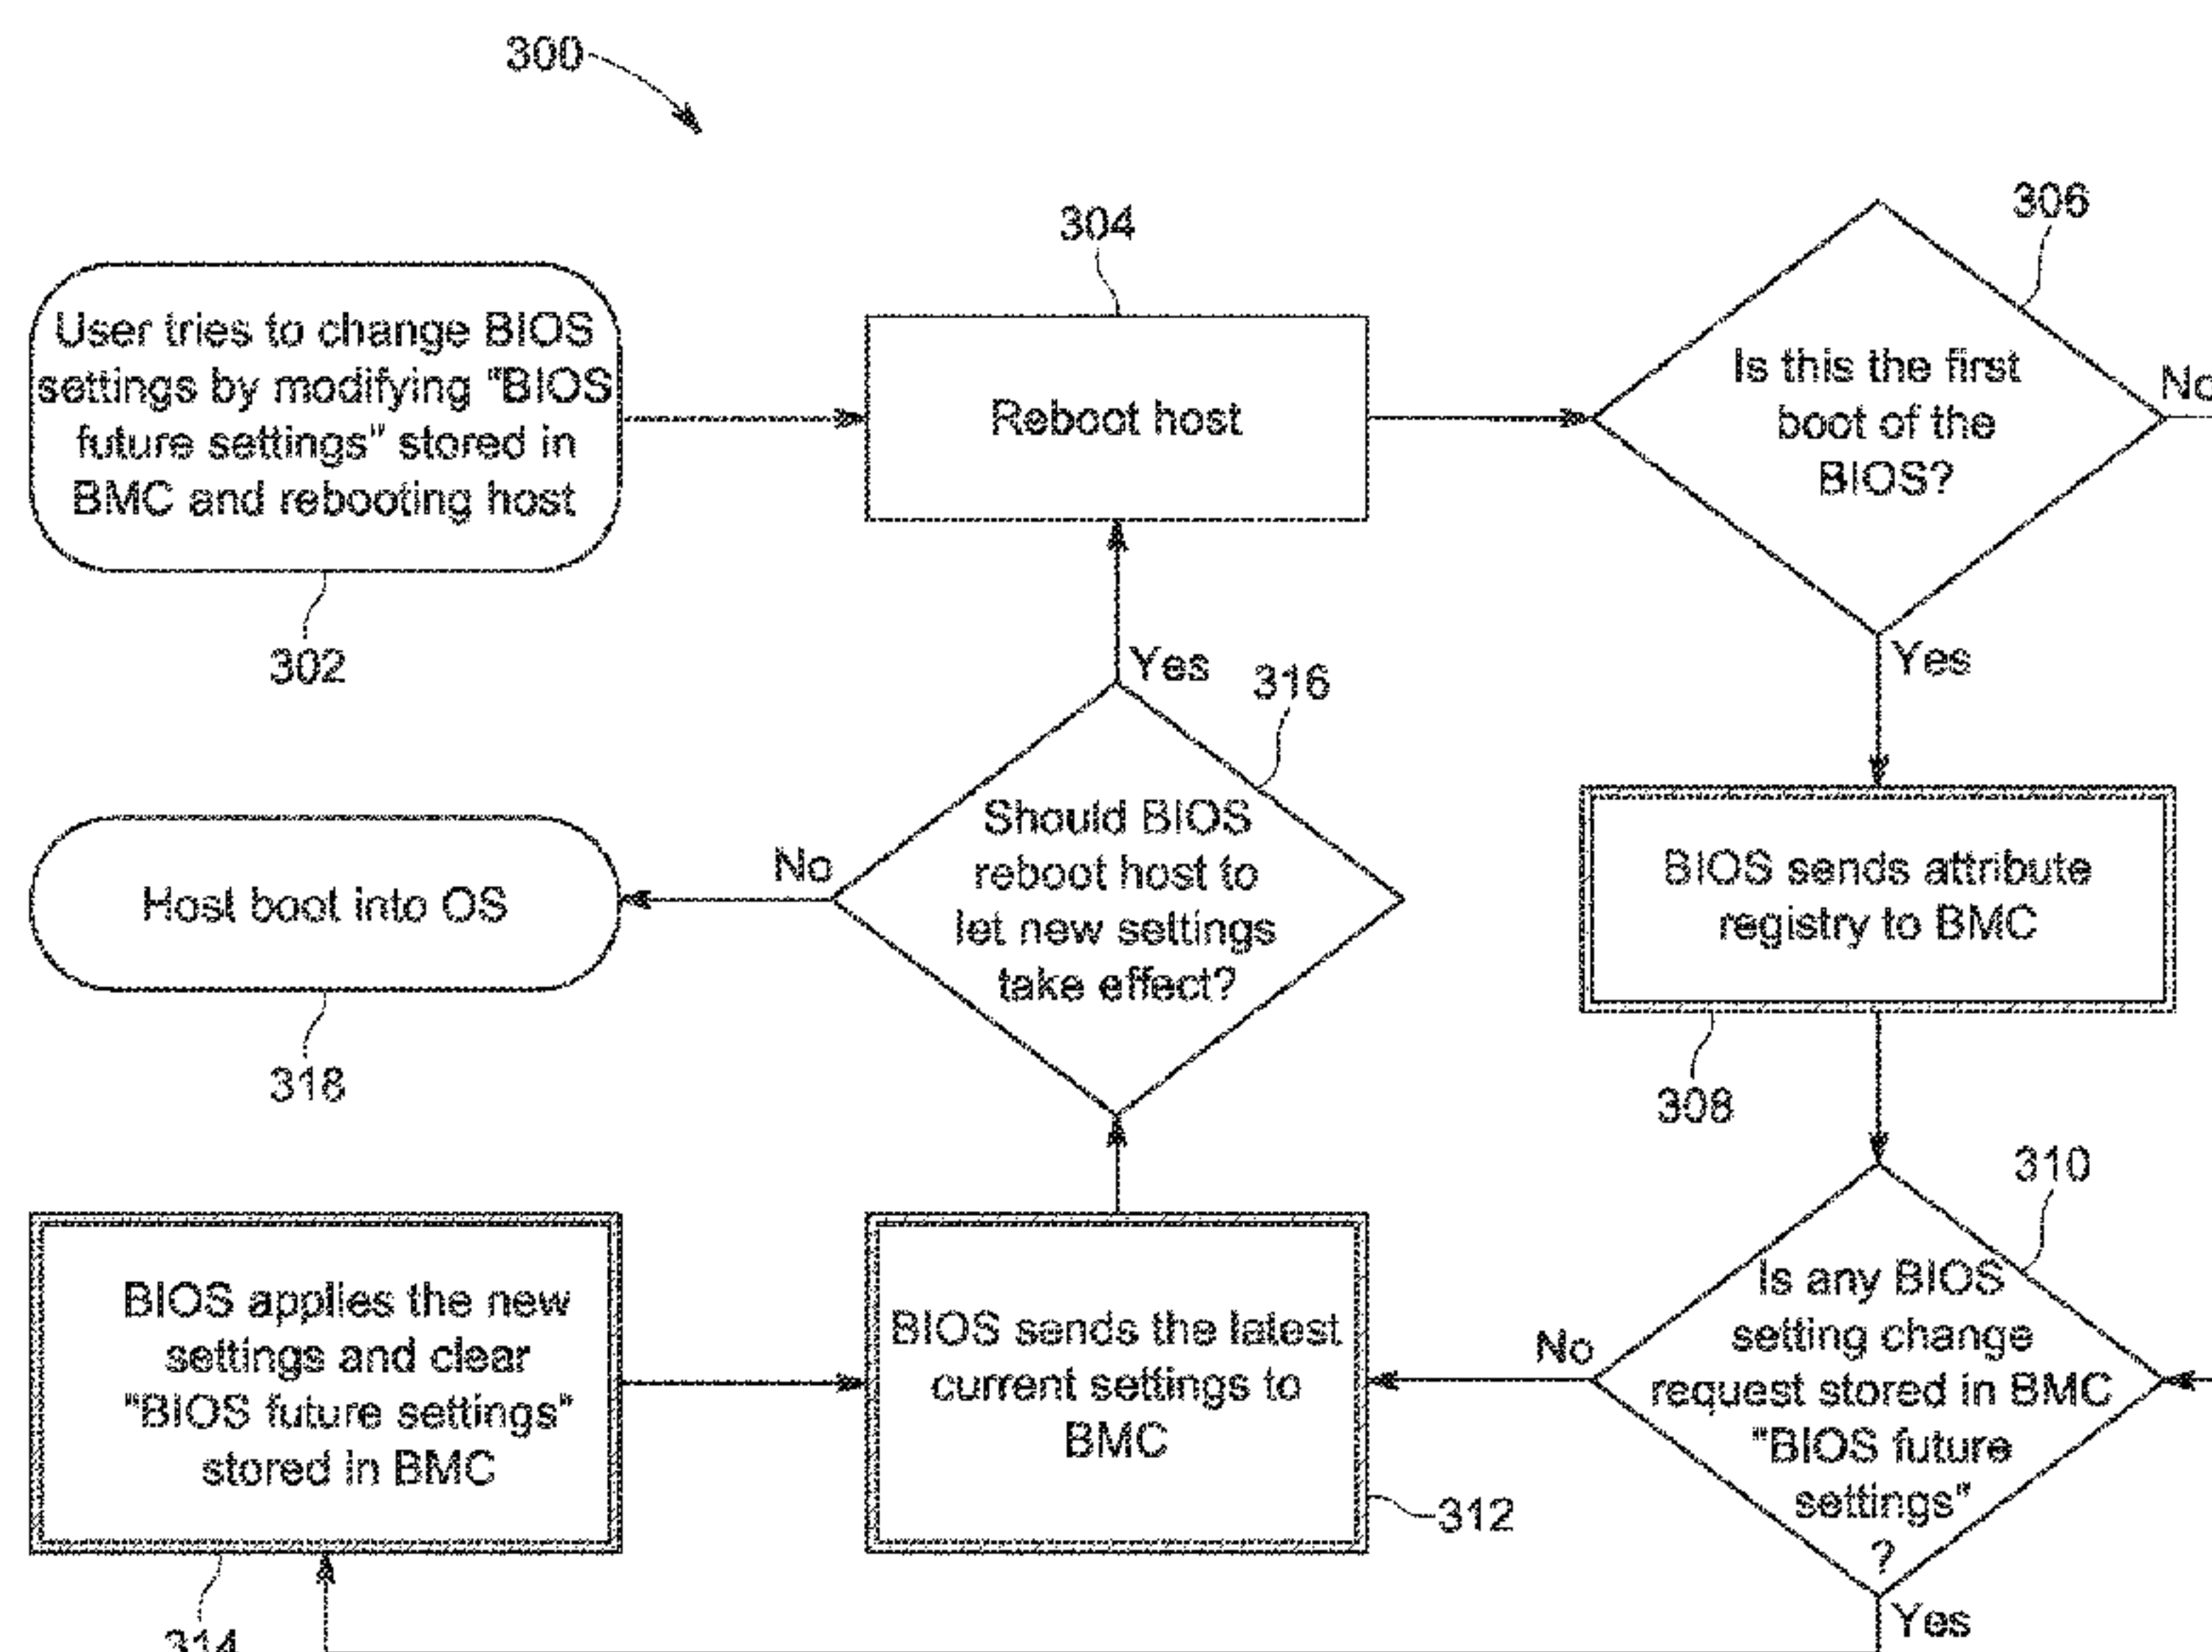 300
304
306
User tries to change BIOS
settings by modifying "BIOS
future settings" stored in
BMC and rebooting host
302
Reboot host
Is this the first
boot of the
BIOS?
No
Yes
Yes
316
Should BIOS
reboot host to
let new settings
take effect?
No
Host boot into OS
318
BIOS sends attribute
registry to BMC
308
310
Is any BIOS
setting change
request stored in BMC
"BIOS future
settings"
?
No
Yes
BIOS sends the latest
current settings to
BMC
312
BIOS applies the new
settings and clear
"BIOS future settings"
stored in BMC
314